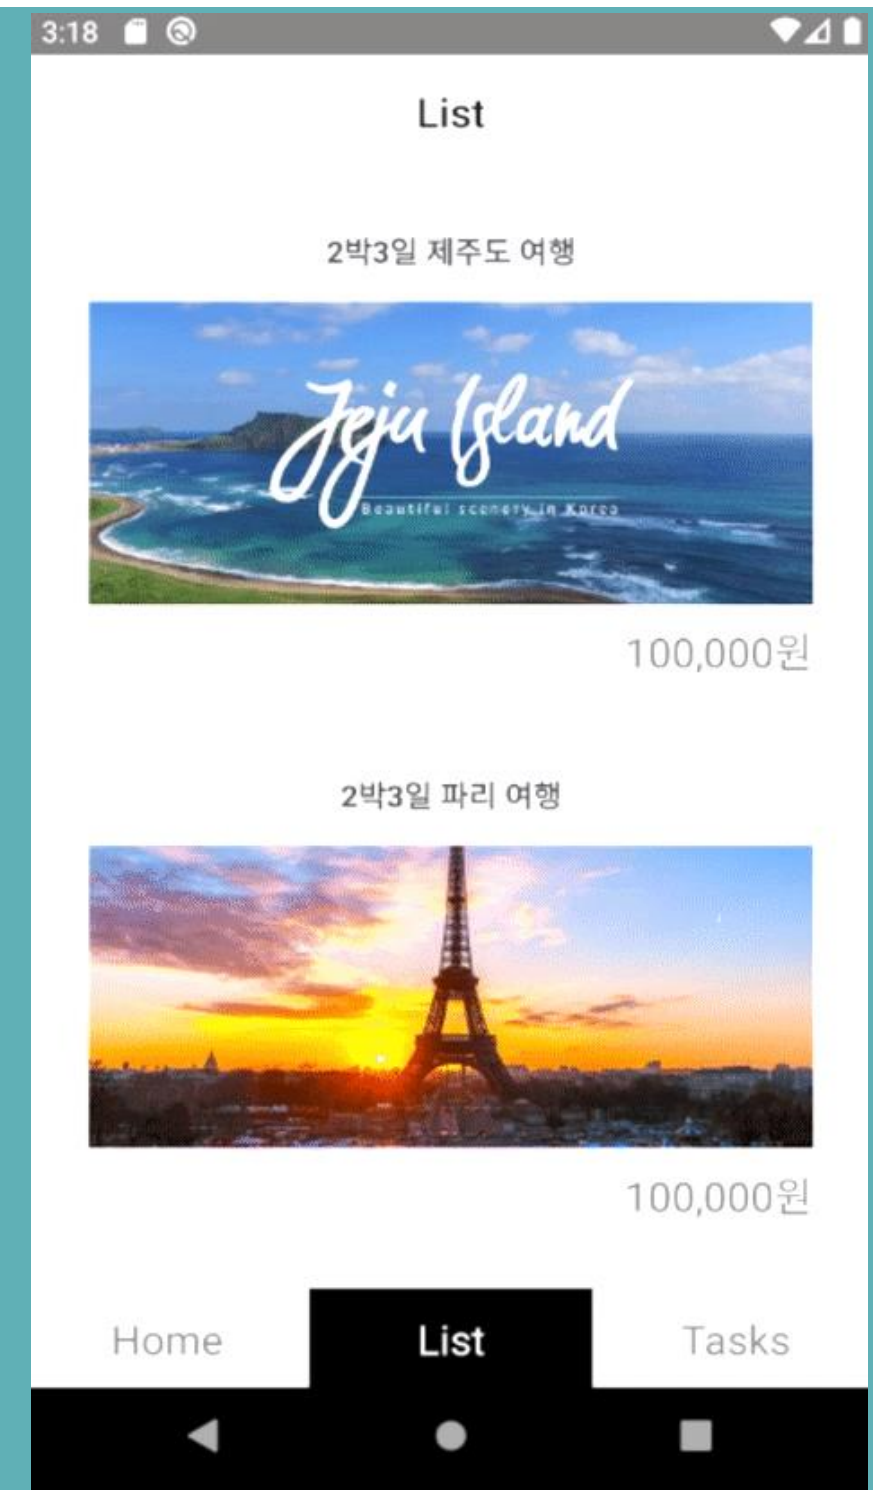 3:18
List
2박3일 제주도 여행
Jeju Island
Beautiful scenery in Korea
100,000원
2박3일 파리 여행
100,000원
Home
List
Tasks